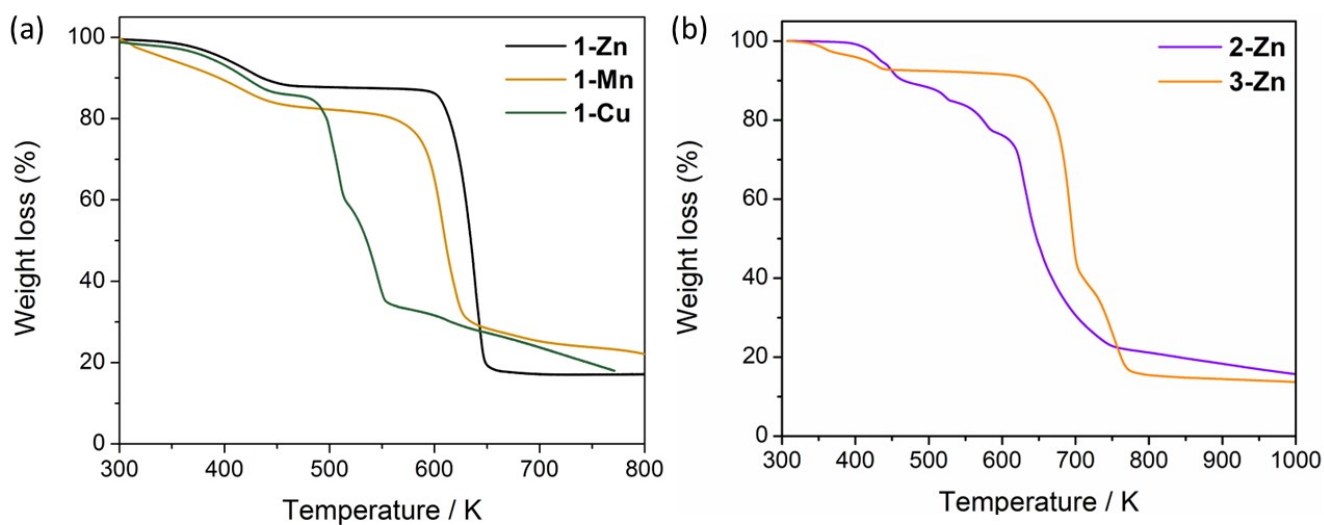 (a)
1-Zn
1-Mn
1-Cu
Weight loss (%)
100
80
60
40
20
0
300 400 500 600 700 800
Temperature / K
(b)
2-Zn
3-Zn
Weight loss (%)
100
80
60
40
20
0
300 400 500 600 700 800 900 1000
Temperature / K